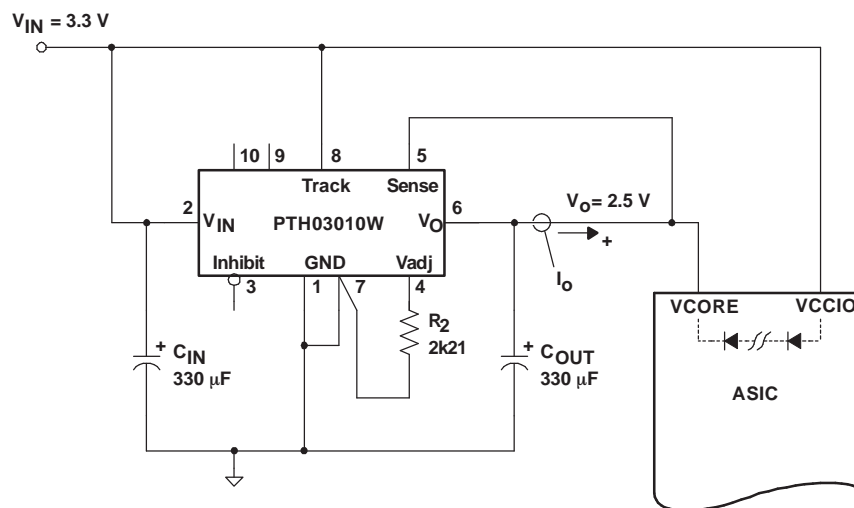 VIN = 3.3 V
10 9 8 5
Track Sense
2 VIN PTH03010W VO 6
Vo = 2.5 V
+
Io
Inhibit GND Vadj
3 1 7 4
+ CIN
330 μF
R2
2k21
+ COUT
330 μF
VCORE VCCIO
ASIC